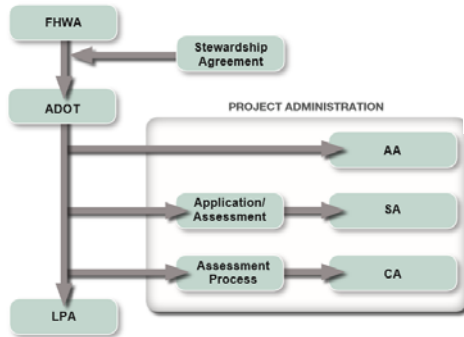 FHWA
Stewardship
Agreement
ADOT
PROJECT ADMINISTRATION
AA
Application/
Assessment
SA
Assessment
Process
CA
LPA